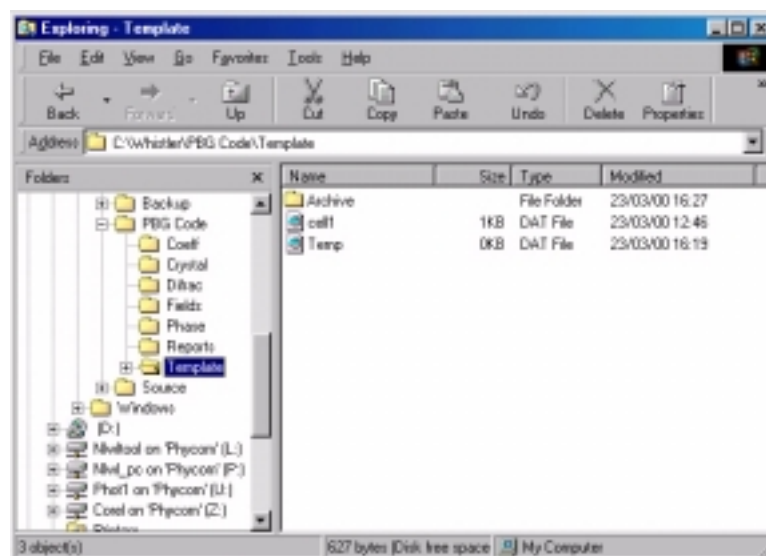 Exploring - Template
File Edit View Go Favorites Tools Help
Back Forward Up Cut Copy Paste Undo Delete Properties
Address C:\Whistler\PBG Code\Template
Folders
Backup
PBG Code
Coeff
Crystal
Difrac
Fields
Phase
Reports
Template
Source
Windows
(D:)
on 'Phycom' (L:)
Nlwl_pc on 'Phycom' (P:)
Phot1 on 'Phycom' (U:)
Corel on 'Phycom' (Z:)
Printers
Name Size Type Modified
Archive File Folder 23/03/00 16:27
cell1 1KB DAT File 23/03/00 12:46
Temp 0KB DAT File 23/03/00 16:19
3 object(s) 627 bytes (Disk free space My Computer